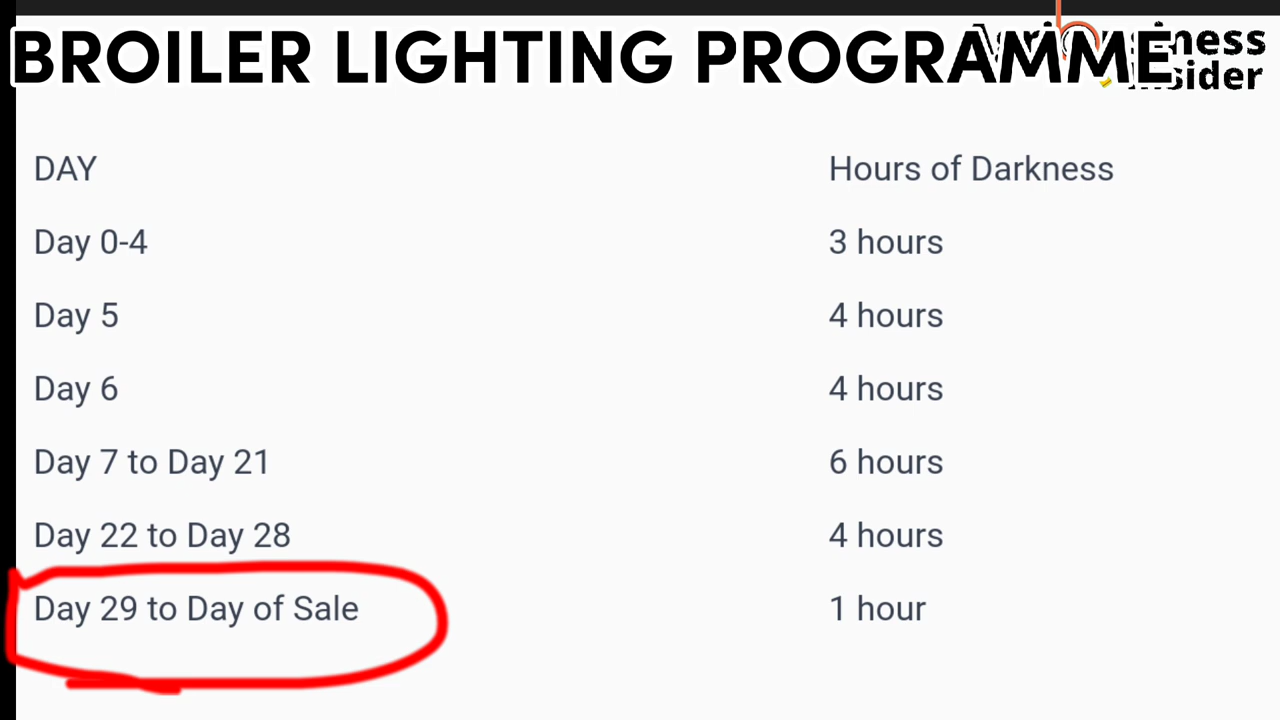 BROILER LIGHTING PROGRAMME
ness
sider
DAY Hours of Darkness
Day 0-4 3 hours
Day 5 4 hours
Day 6 4 hours
Day 7 to Day 21 6 hours
Day 22 to Day 28 4 hours
Day 29 to Day of Sale 1 hour